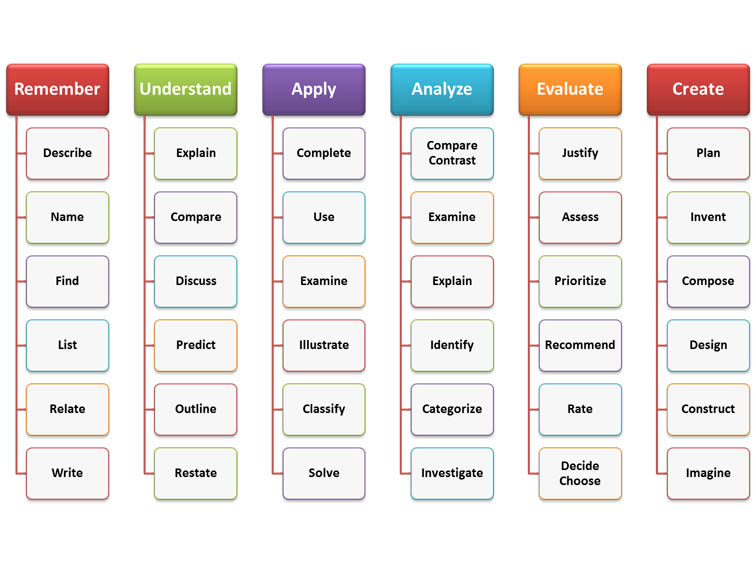 Remember
Describe
Name
Find
List
Relate
Write
Understand
Explain
Compare
Discuss
Predict
Outline
Restate
Apply
Complete
Use
Examine
Illustrate
Classify
Solve
Analyze
Compare
Contrast
Examine
Explain
Identify
Categorize
Investigate
Evaluate
Justify
Assess
Prioritize
Recommend
Rate
Decide
Choose
Create
Plan
Invent
Compose
Design
Construct
Imagine